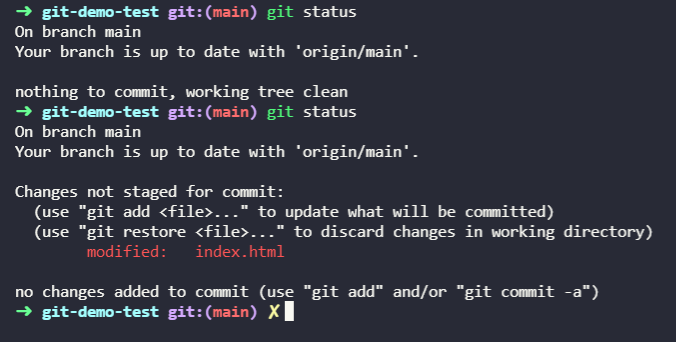 ➜ git-demo-test git:(main) git status
On branch main
Your branch is up to date with 'origin/main'.

nothing to commit, working tree clean
➜ git-demo-test git:(main) git status
On branch main
Your branch is up to date with 'origin/main'.

Changes not staged for commit:
  (use "git add <file>..." to update what will be committed)
  (use "git restore <file>..." to discard changes in working directory)
        modified:   index.html

no changes added to commit (use "git add" and/or "git commit -a")
➜ git-demo-test git:(main) ✗